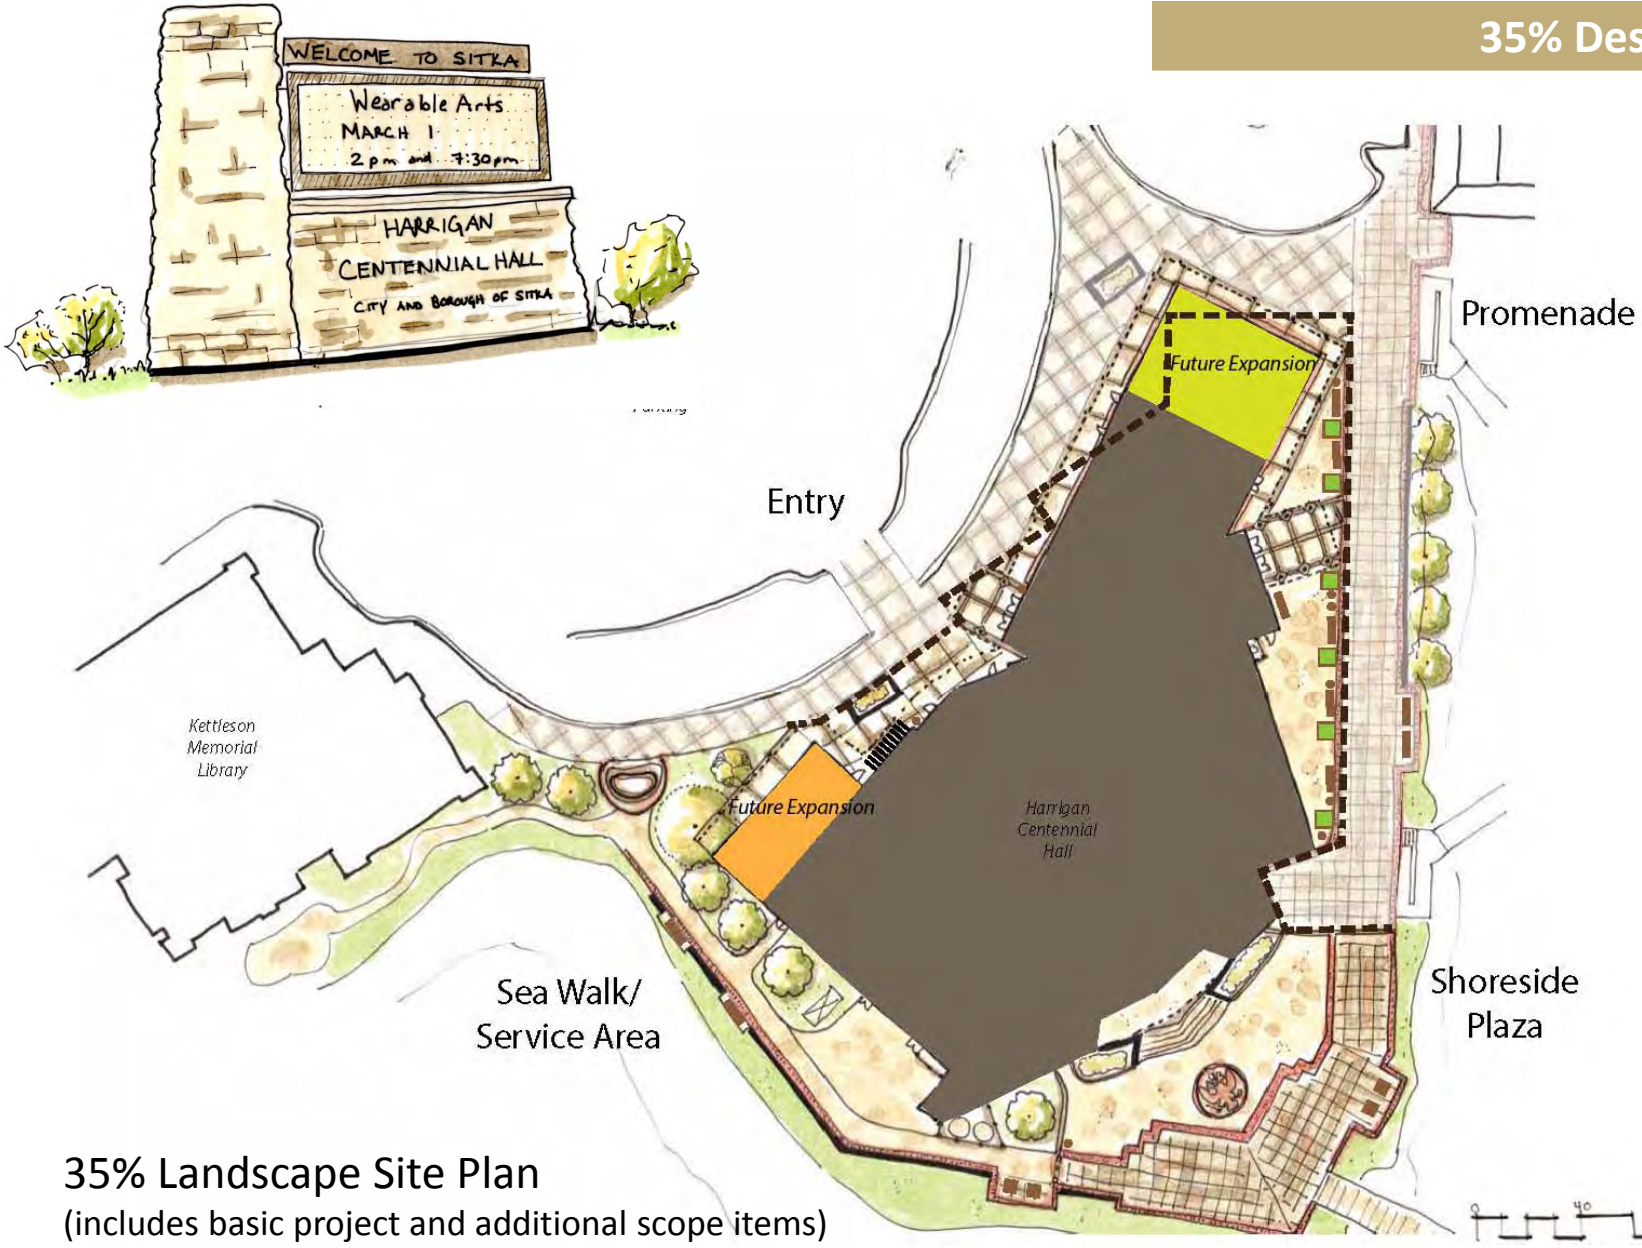 35% Des
WELCOME TO SITKA
Wearable Arts
MARCH 1
2 pm and 7:30pm
HARRIGAN
CENTENNIAL HALL
CITY AND BOROUGH OF SITKA
Promenade
Future Expansion
Parking
Entry
Kettleson
Memorial
Library
Future Expansion
Harrigan
Centennial
Hall
Sea Walk/
Service Area
Shoreside
Plaza
35% Landscape Site Plan
(includes basic project and additional scope items)
0 40